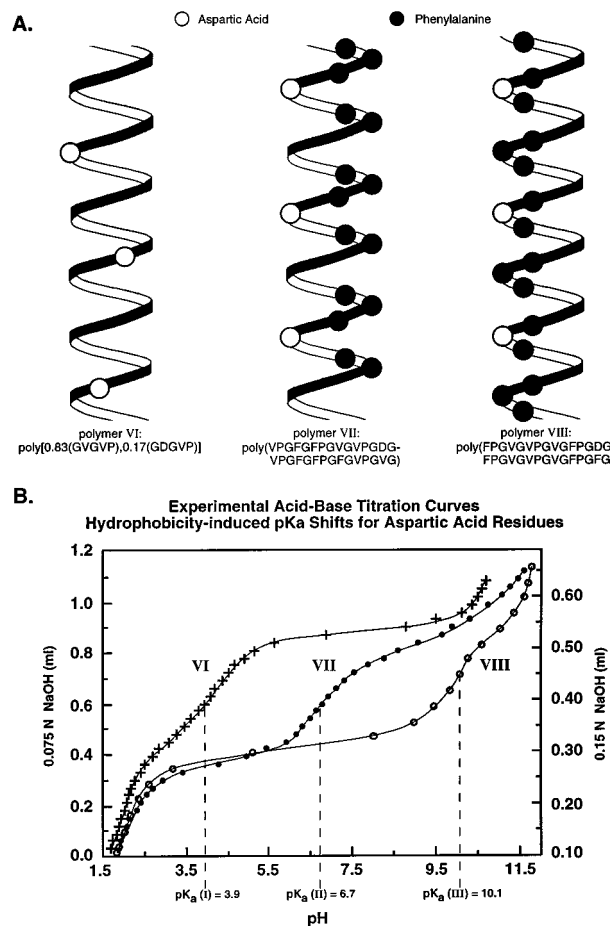 A.
Aspartic Acid
Phenylalanine
polymer VI:
poly[0.83(GVGVP),0.17(GDGVP)]
polymer VII:
poly(VPGFGFPGVGVPGDG-
VPGFGFPGFGVPGVG)
polymer VIII:
poly(FPGVGVPGVGFPGDG
FPGVGVPGVGFPGFG
B.
Experimental Acid-Base Titration Curves
Hydrophobicity-induced pKa Shifts for Aspartic Acid Residues
0.075 N NaOH (ml)
1.2
1.0
0.8
0.6
0.4
0.2
0.0
VI
VII
VIII
0.60
0.50
0.40
0.30
0.20
0.10
0.15 N NaOH (ml)
1.5
3.5
5.5
7.5
9.5
11.5
pKa (I) = 3.9
pKa (II) = 6.7
pKa (III) = 10.1
pH